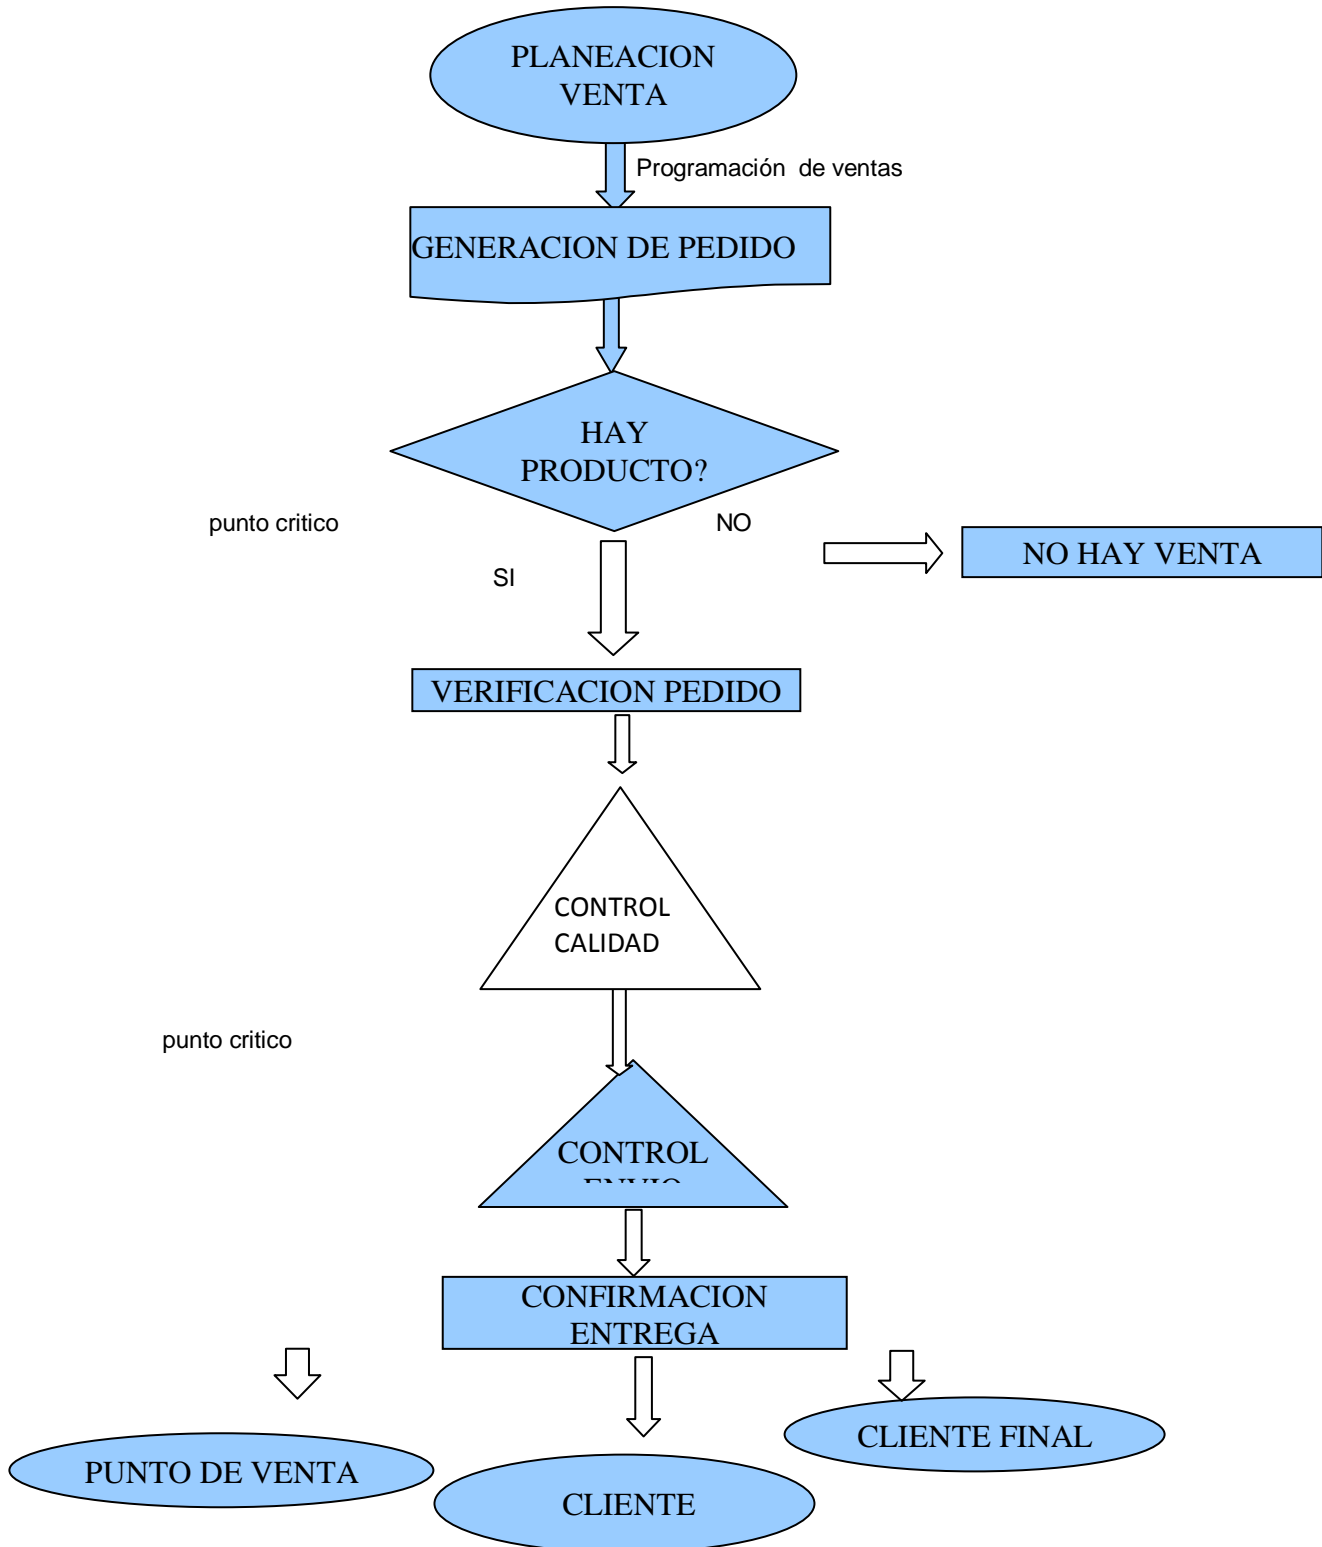 PLANEACION
VENTA
Programación de ventas
GENERACION DE PEDIDO
HAY
PRODUCTO?
punto critico
NO
NO HAY VENTA
SI
VERIFICACION PEDIDO
CONTROL
CALIDAD
punto critico
CONTROL
ENVIO
CONFIRMACION
ENTREGA
CLIENTE FINAL
PUNTO DE VENTA
CLIENTE